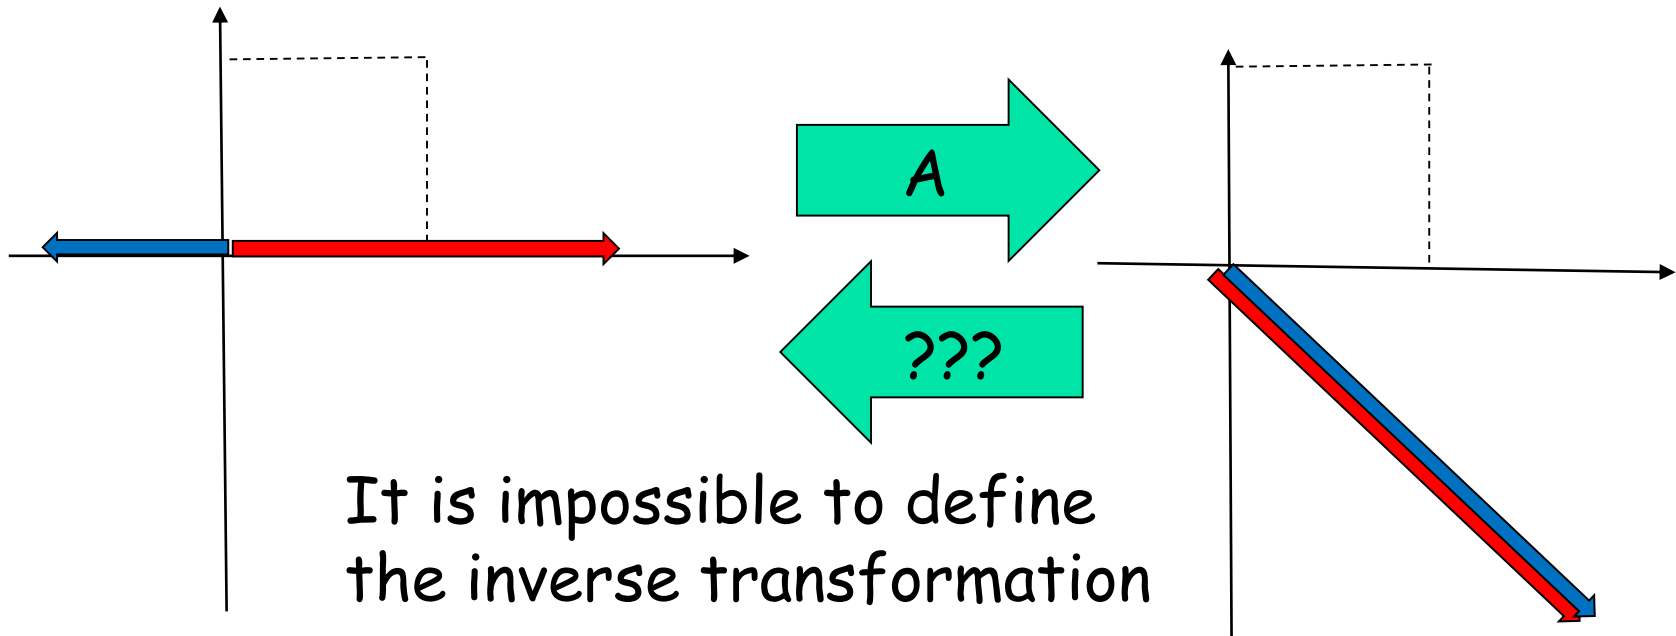 A
???
It is impossible to define
the inverse transformation